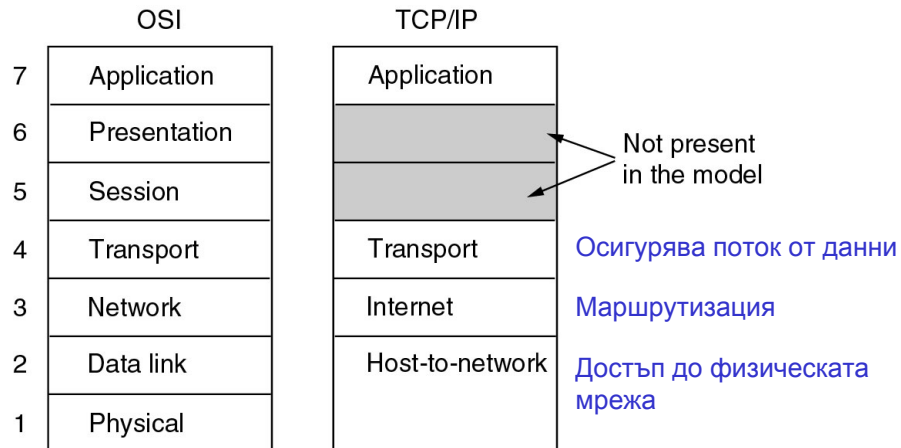 OSI TCP/IP
7 Application Application
6 Presentation
Not present
in the model
5 Session
4 Transport Transport Осигурява поток от данни
3 Network Internet Маршрутизация
2 Data link Host-to-network Достъп до физическата
мрежа
1 Physical